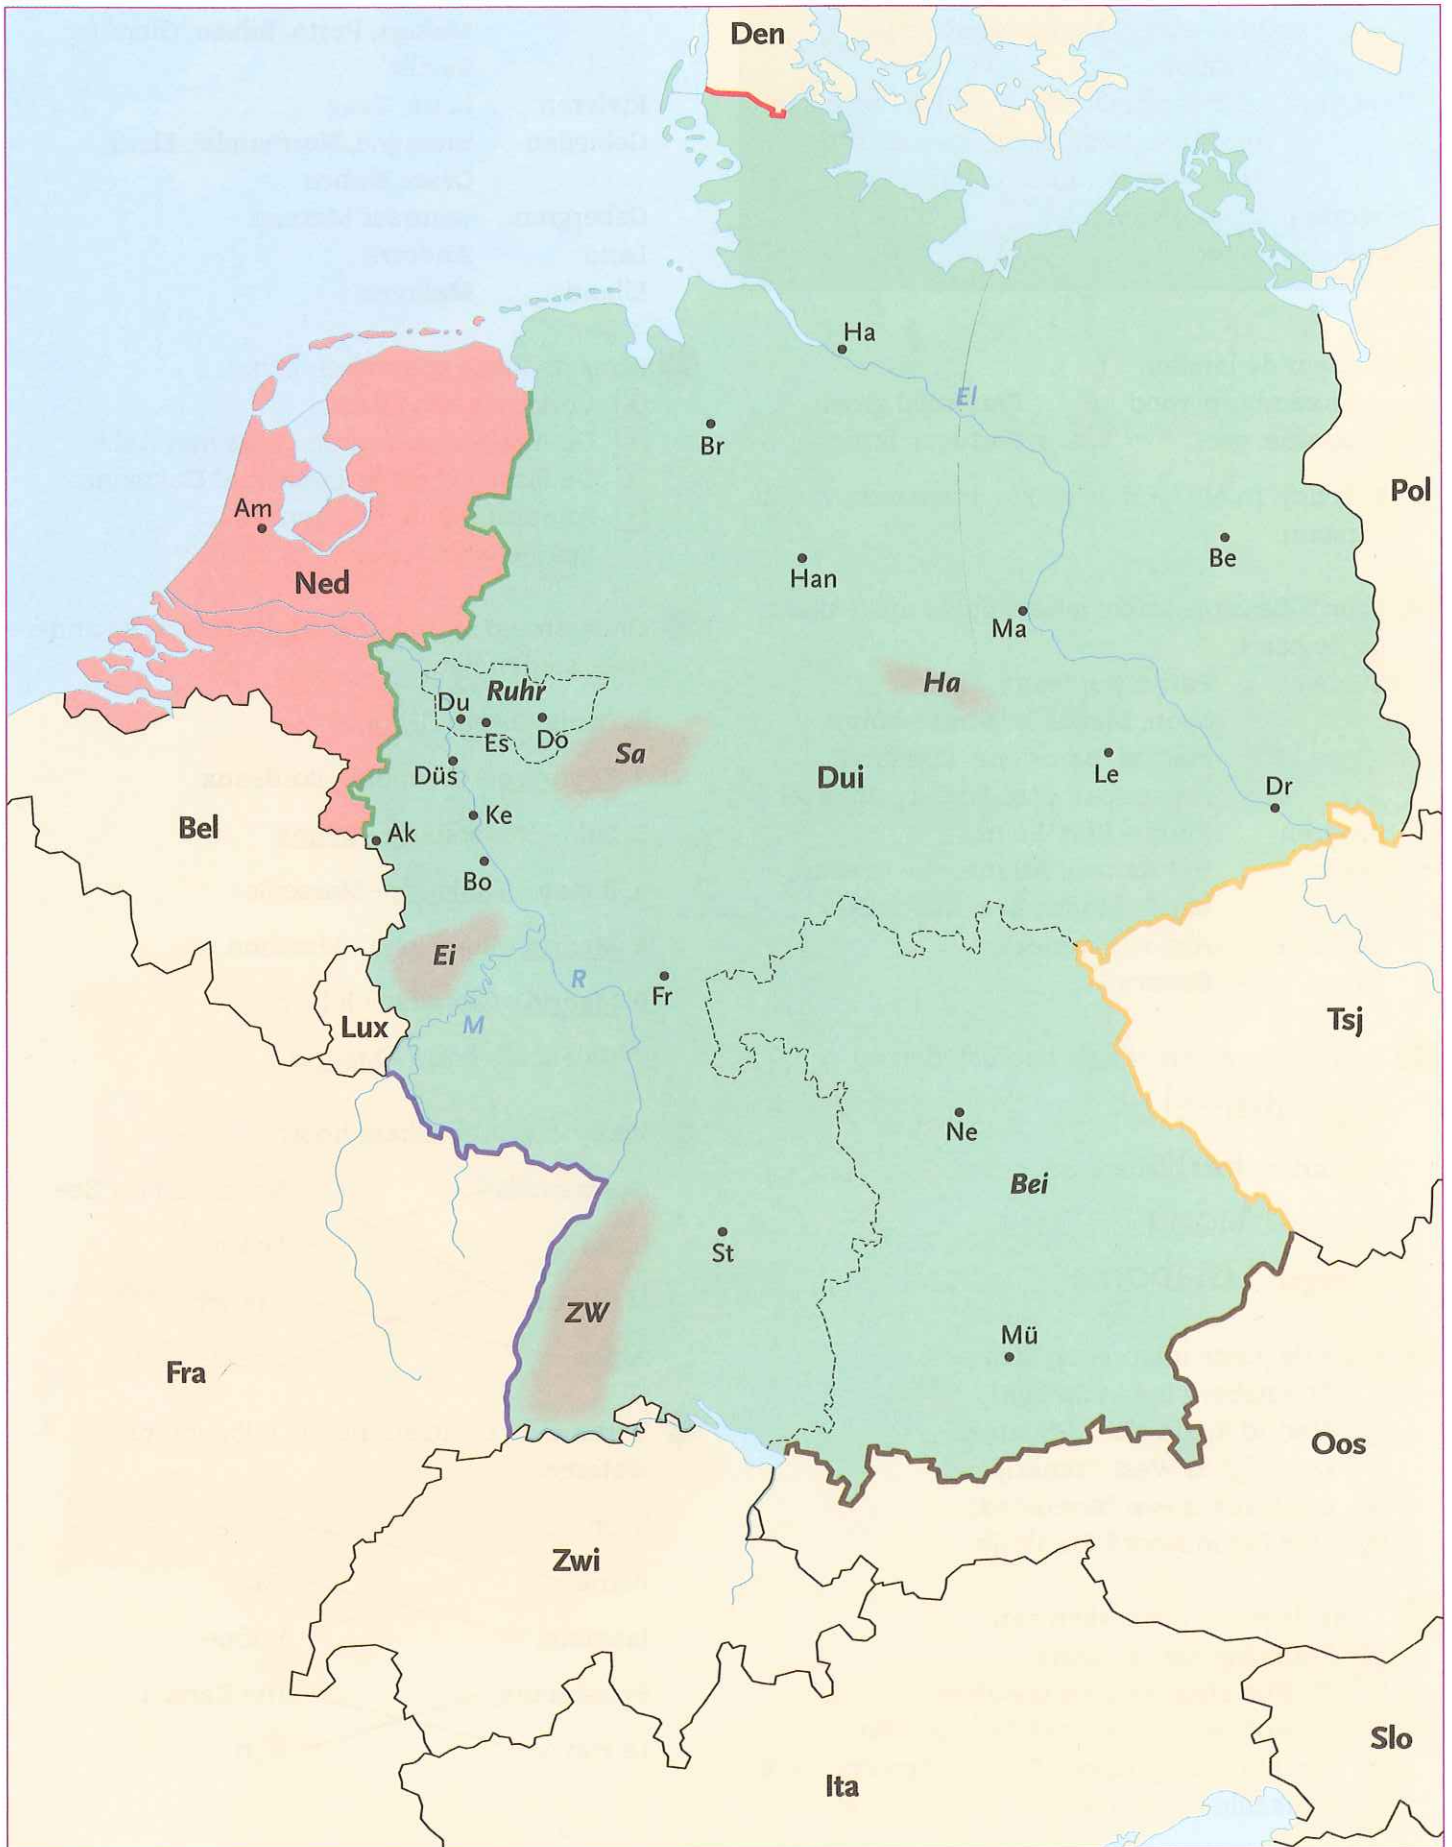 Den
Ha
El
Br
Pol
Am
Be
Han
Ned
Ma
Ha
Ruhr
Du
Es
Do
Sa
Düs
Dui
Le
Dr
Bel
Ke
Ak
Bo
Ei
R
Fr
M
Lux
Tsj
Ne
Bei
St
ZW
Mü
Fra
Oos
Zwi
Slo
Ita